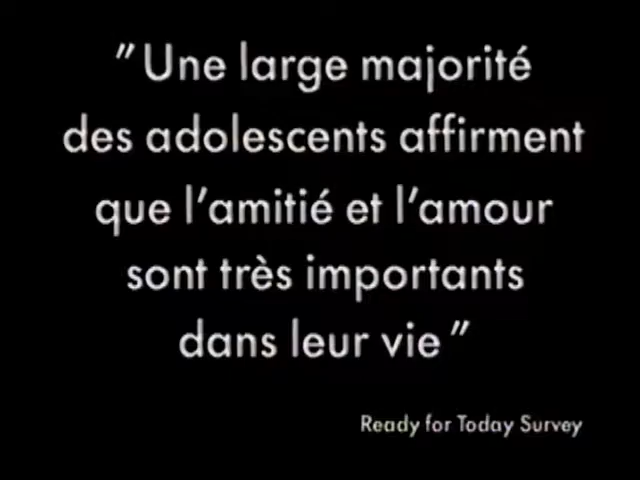 "Une large majorité
des adolescents affirment
que l'amitié et l'amour
sont très importants
dans leur vie"
Ready for Today Survey